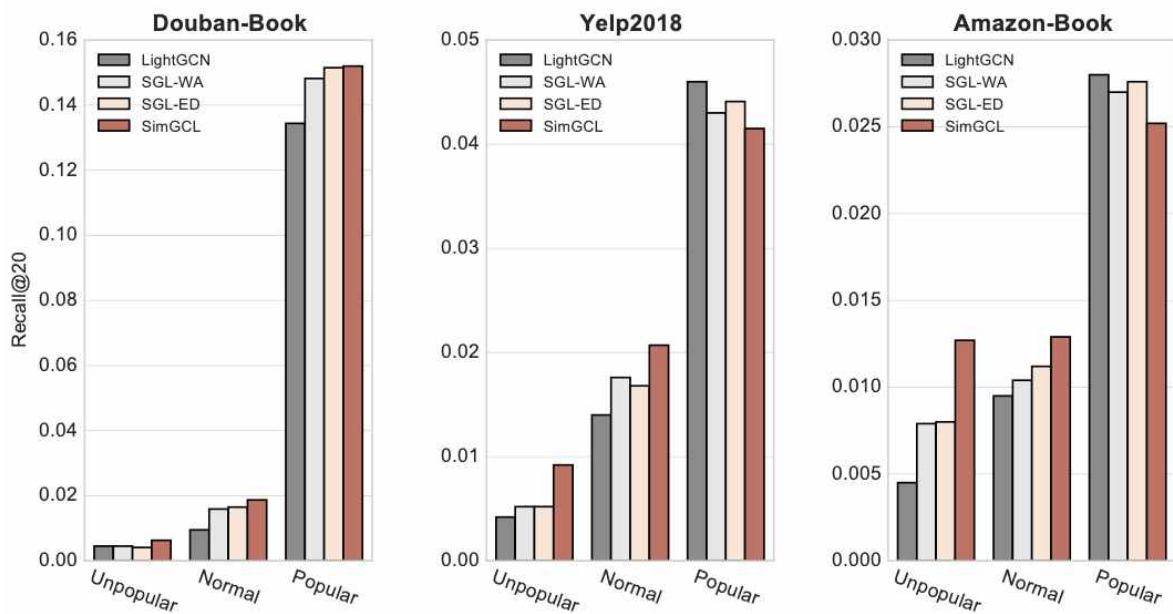 Douban-Book
Recall@20
0.16
0.14
0.12
0.10
0.08
0.06
0.04
0.02
0.00
LightGCN
SGL-WA
SGL-ED
SimGCL
Unpopular
Normal
Popular
Yelp2018
0.05
0.04
0.03
0.02
0.01
0.00
LightGCN
SGL-WA
SGL-ED
SimGCL
Unpopular
Normal
Popular
Amazon-Book
0.030
0.025
0.020
0.015
0.010
0.005
0.000
LightGCN
SGL-WA
SGL-ED
SimGCL
Unpopular
Normal
Popular